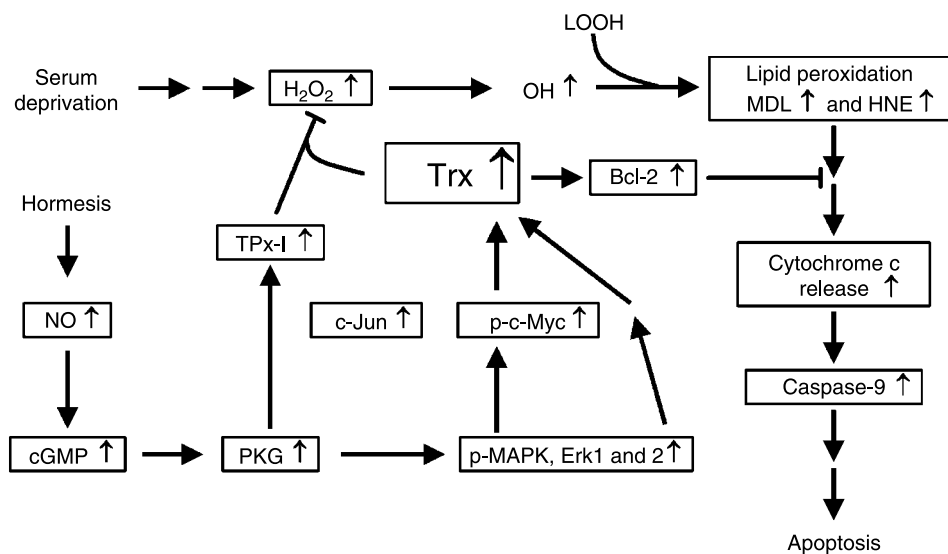 LOOH
Serum
deprivation
H₂O₂ ↑
OH ↑
Lipid peroxidation
MDL ↑ and HNE ↑
Trx ↑
Bcl-2 ↑
Hormesis
TPx-I ↑
Cytochrome c
release ↑
NO ↑
c-Jun ↑
p-c-Myc ↑
Caspase-9 ↑
cGMP ↑
PKG ↑
p-MAPK, Erk1 and 2 ↑
Apoptosis